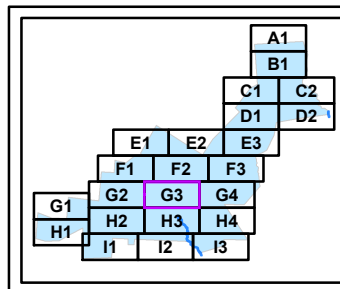 A1
B1
C1 C2
D1 D2
E1 E2 E3
F1 F2 F3
G1 G2 G3 G4
H1 H2 H3 H4
I1 I2 I3